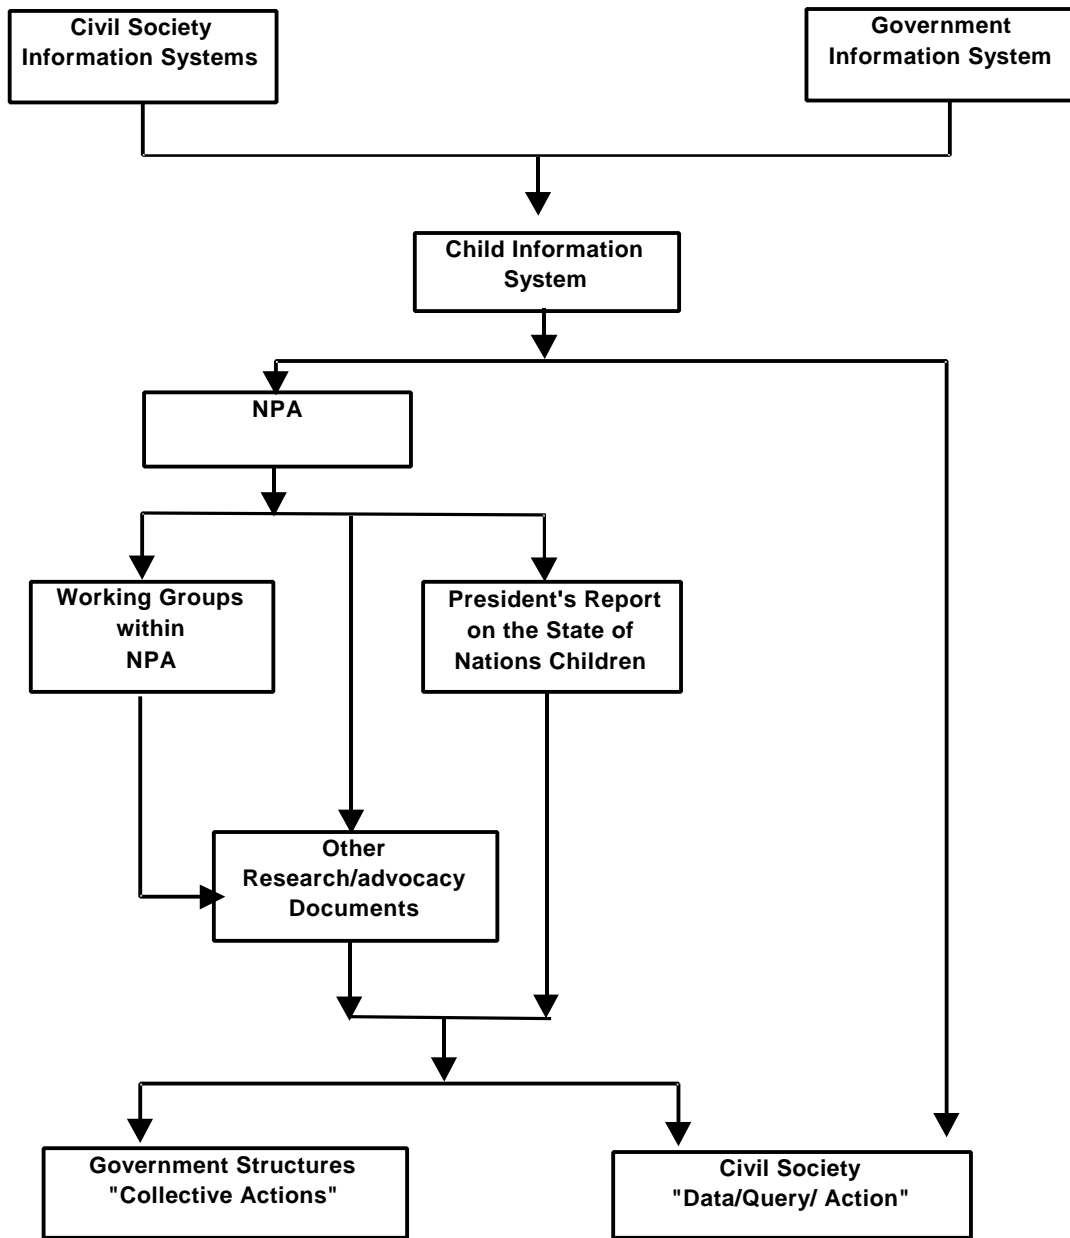 Civil Society
Information Systems
Government
Information System
Child Information
System
NPA
Working Groups
within
NPA
President's Report
on the State of
Nations Children
Other
Research/advocacy
Documents
Government Structures
"Collective Actions"
Civil Society
"Data/Query/ Action"